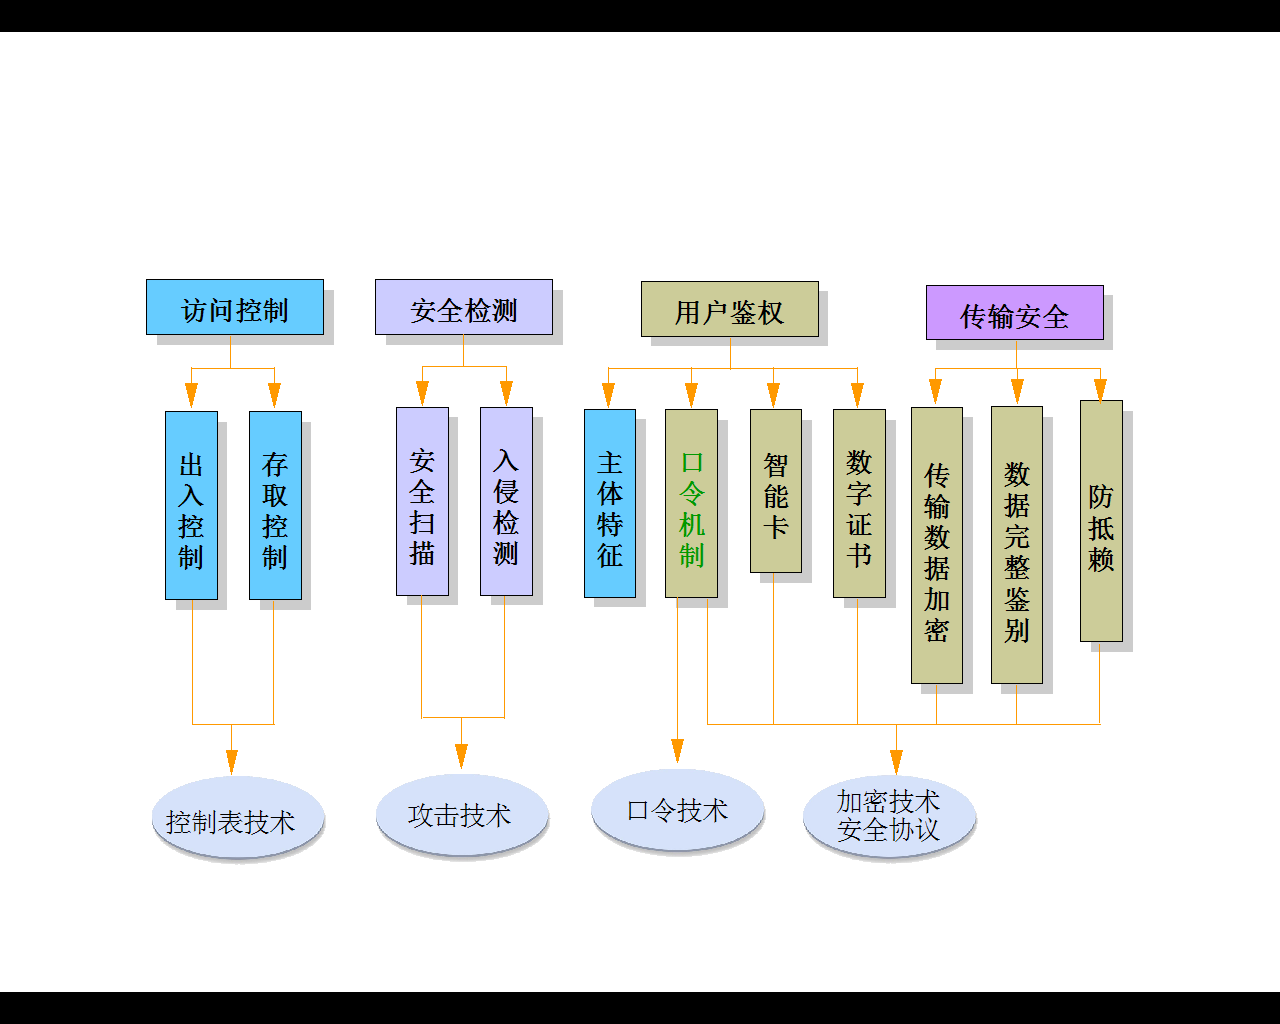 访问控制
安全检测
用户鉴权
传输安全
出入控制
存取控制
安全扫描
入侵检测
主体特征
口令机制
智能卡
数字证书
传输数据加密
数据完整鉴别
防抵赖
控制表技术
攻击技术
口令技术
加密技术
安全协议